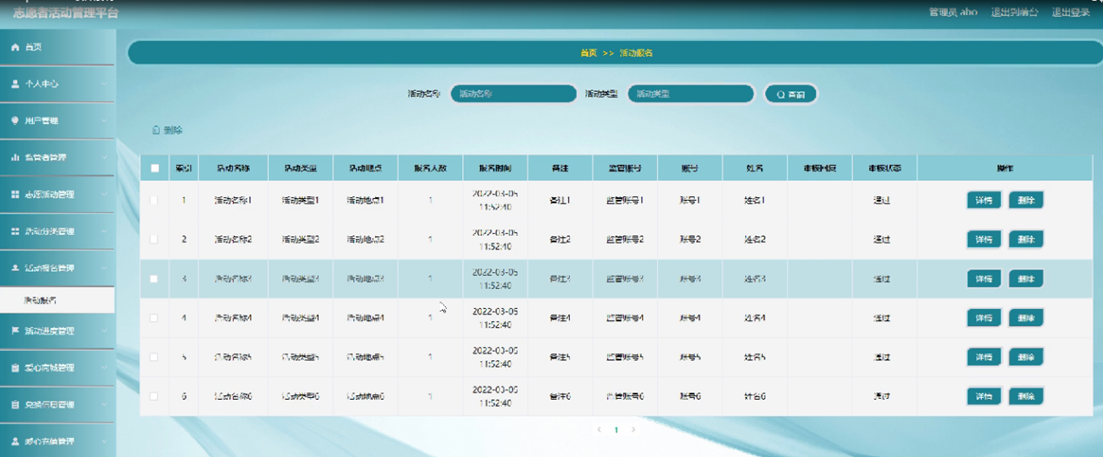 志愿者活动管理平台
管理员 abo 退出到前台 退出登录
首页
个人中心
用户管理
监管者管理
志愿活动管理
活动分类管理
活动报名管理
活动报名
活动进度管理
爱心商城管理
兑换信息管理
爱心充值管理
首页 >> 活动报名
活动名称 活动名称 活动类型 活动类型 查询
删除
索引 活动名称 活动类型 活动地点 报名人数 报名时间 备注 监管账号 账号 姓名 审核回复 审核状态 操作
1 活动名称1 活动类型1 活动地点1 1 2022-03-05 11:52:40 备注1 监管账号1 账号1 姓名1 通过 详情 删除
2 活动名称2 活动类型2 活动地点2 1 2022-03-05 11:52:40 备注2 监管账号2 账号2 姓名2 通过 详情 删除
3 活动名称3 活动类型3 活动地点3 1 2022-03-05 11:52:40 备注3 监管账号3 账号3 姓名3 通过 详情 删除
4 活动名称4 活动类型4 活动地点4 1 2022-03-05 11:52:40 备注4 监管账号4 账号4 姓名4 通过 详情 删除
5 活动名称5 活动类型5 活动地点5 1 2022-03-05 11:52:40 备注5 监管账号5 账号5 姓名5 通过 详情 删除
6 活动名称6 活动类型6 活动地点6 1 2022-03-05 11:52:40 备注6 监管账号6 账号6 姓名6 通过 详情 删除
1